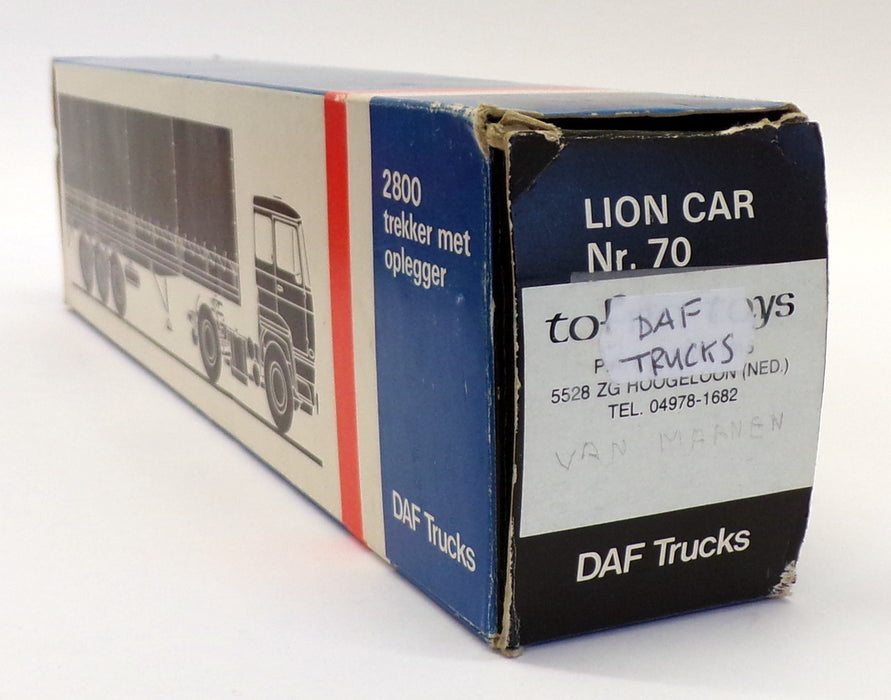 2800
trekker met
oplegger
DAF Trucks
LION CAR
Nr. 70
DAF
TRUCKS
5528 ZG HOOGELOON (NED.)
TEL. 04978-1682
VAN MAANEN
DAF Trucks